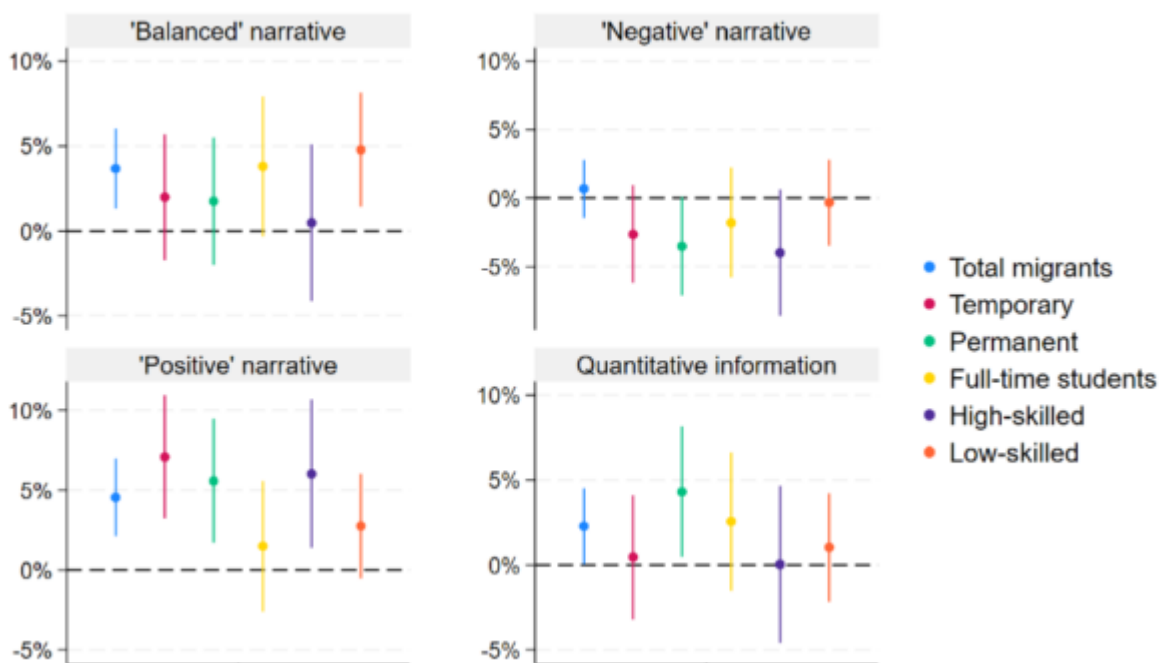 'Balanced' narrative
10%
5%
0%
-5%
'Negative' narrative
10%
5%
0%
-5%
'Positive' narrative
10%
5%
0%
-5%
Quantitative information
10%
5%
0%
-5%
Total migrants
Temporary
Permanent
Full-time students
High-skilled
Low-skilled